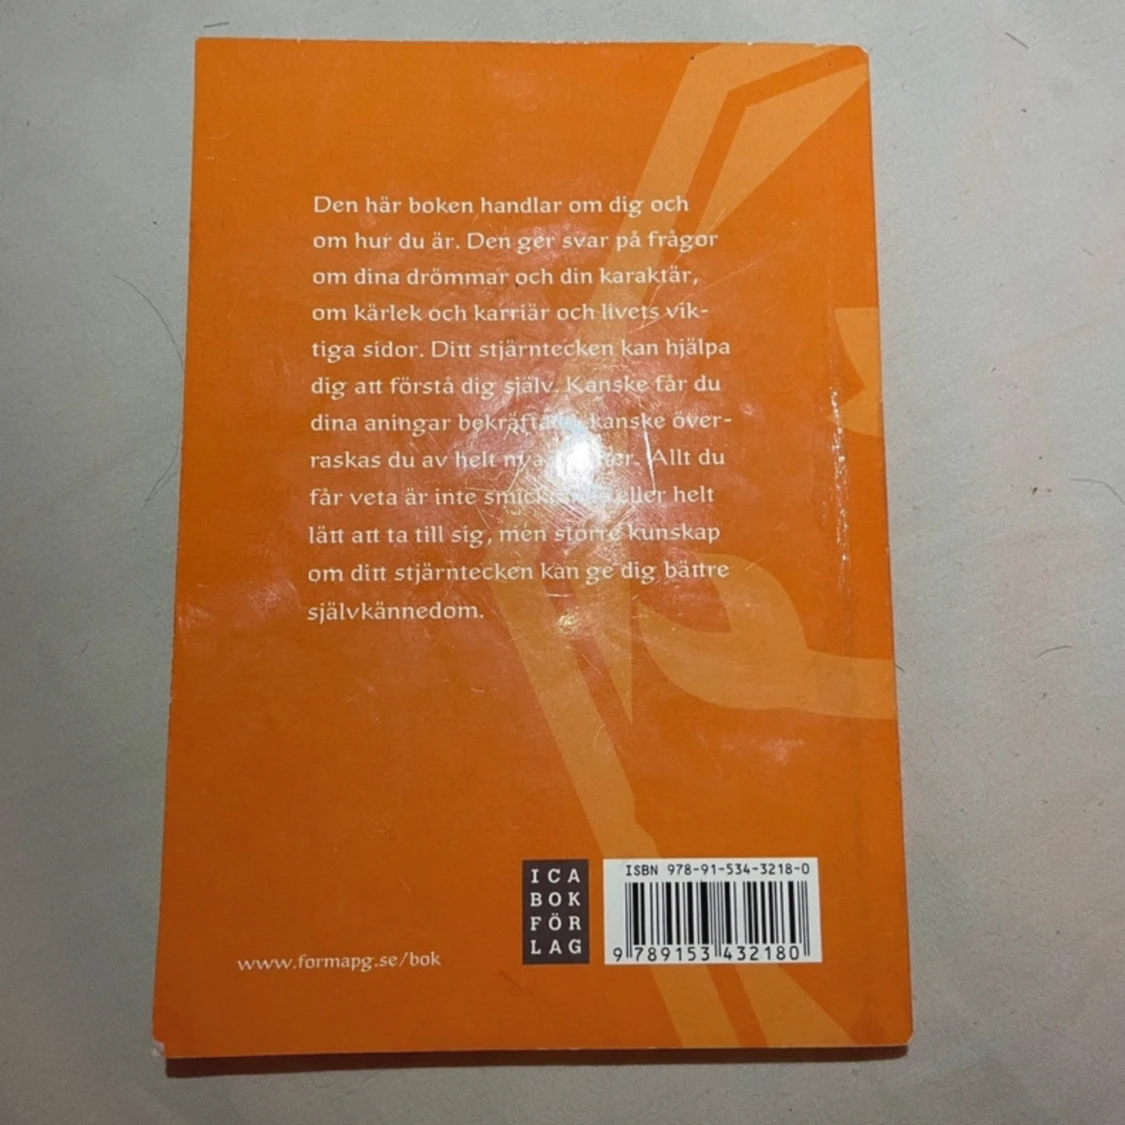 Den här boken handlar om dig och
om hur du är. Den ger svar på frågor
om dina drömmar och din karaktär,
om kärlek och karriär och livets vik-
tiga sidor. Ditt stjärntecken kan hjälpa
dig att förstå dig själv. Kanske får du
dina aningar kanske över-
raskas du av helt Allt du
får veta är inte eller helt
lätt att ta till sig, men större kunskap
om ditt stjärntecken kan ge dig bättre
självkännedom.
www.formapg.se/bok
ICA
BOK
FÖR
LAG
ISBN 978-91-534-3218-0
9 789153 432180